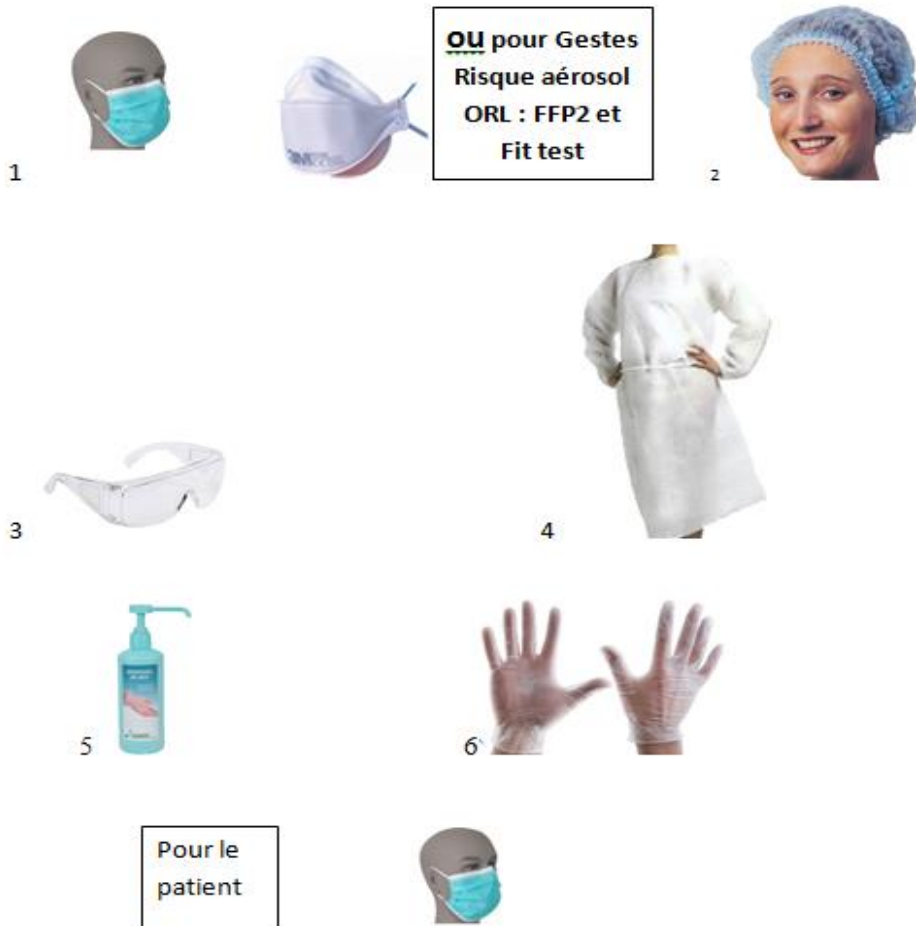 OU pour Gestes
Risque aérosol
ORL : FFP2 et
Fit test
1
2
3
4
5
6
Pour le
patient